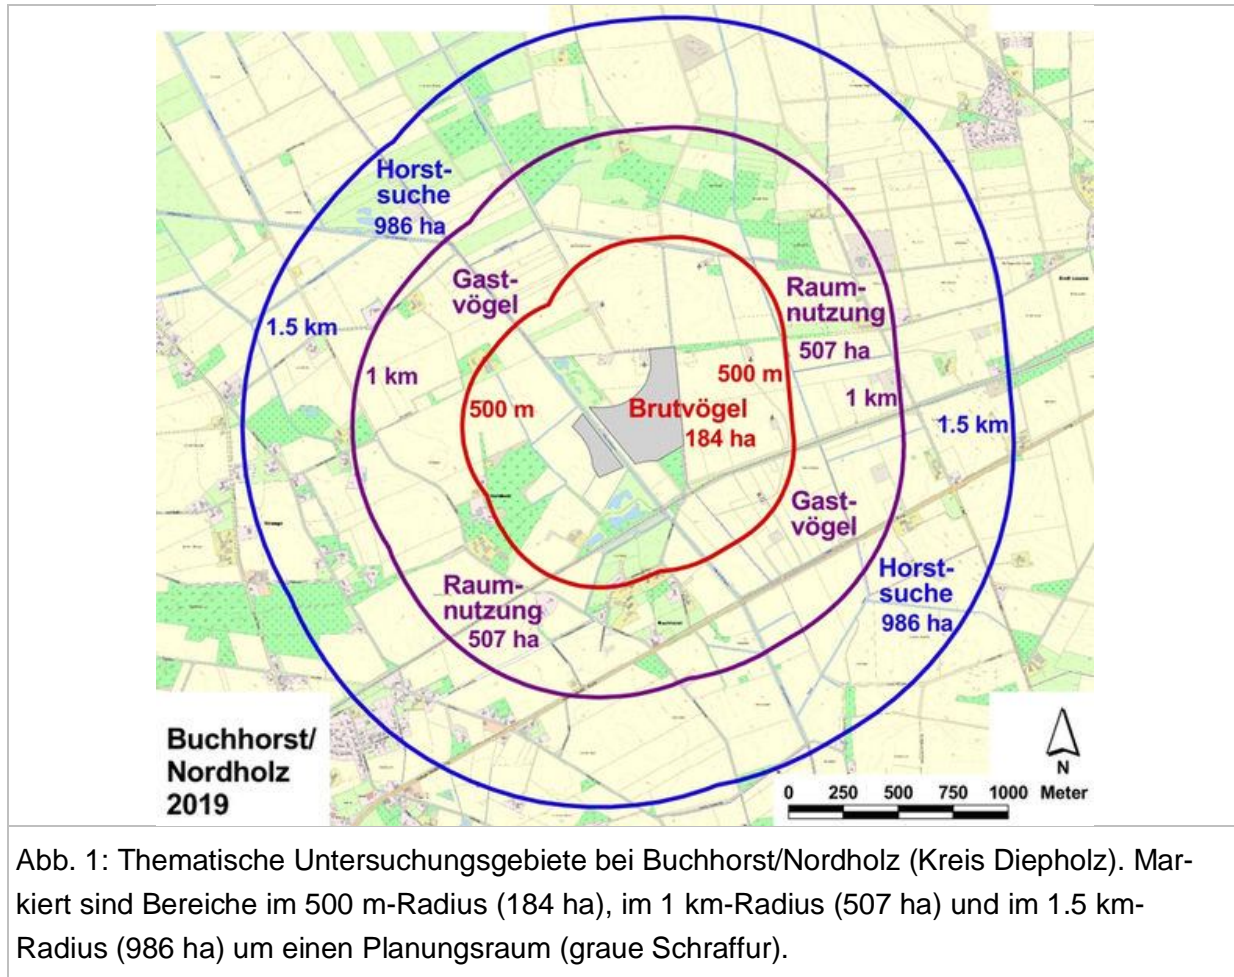 Horst-
suche
986 ha
Gast-
vögel
Raum-
nutzung
507 ha
1.5 km
1 km
500 m
500 m
Brutvögel
184 ha
1 km
1.5 km
Gast-
vögel
Raum-
nutzung
507 ha
Horst-
suche
986 ha
Buchhorst/
Nordholz
2019
N
0 250 500 750 1000 Meter
Abb. 1: Thematische Untersuchungsgebiete bei Buchhorst/Nordholz (Kreis Diepholz). Mar-
kiert sind Bereiche im 500 m-Radius (184 ha), im 1 km-Radius (507 ha) und im 1.5 km-
Radius (986 ha) um einen Planungsraum (graue Schraffur).